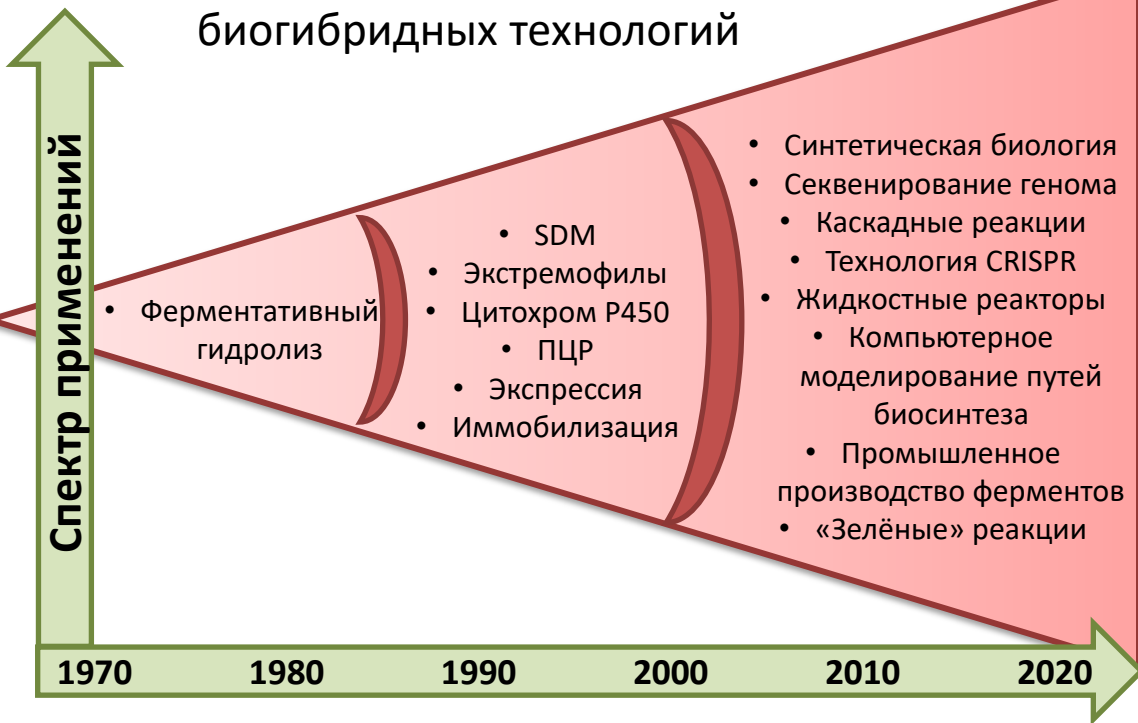 биогибридных технологий
Спектр применений
• Ферментативный
гидролиз
• SDM
• Экстремофилы
• Цитохром P450
• ПЦР
• Экспрессия
• Иммобилизация
• Синтетическая биология
• Секвенирование генома
• Каскадные реакции
• Технология CRISPR
• Жидкостные реакторы
• Компьютерное
моделирование путей
биосинтеза
• Промышленное
производство ферментов
• «Зелёные» реакции
1970 1980 1990 2000 2010 2020